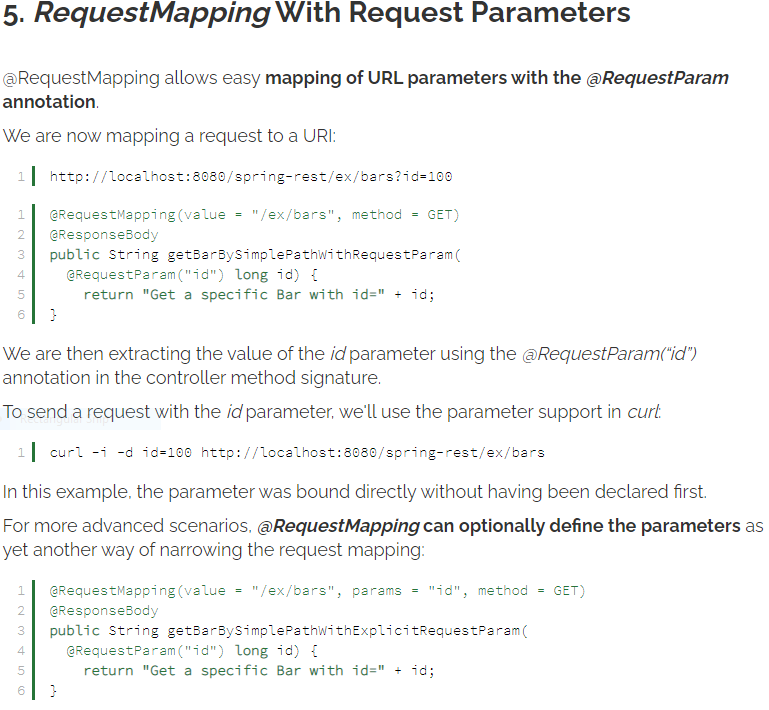 5. RequestMapping With Request Parameters
@RequestMapping allows easy mapping of URL parameters with the @RequestParam
annotation.
We are now mapping a request to a URI:
1 http://localhost:8080/spring-rest/ex/bars?id=100
1 @RequestMapping(value = "/ex/bars", method = GET)
2 @ResponseBody
3 public String getBarBySimplePathWithRequestParam(
4 @RequestParam("id") long id) {
5 return "Get a specific Bar with id=" + id;
6 }
We are then extracting the value of the id parameter using the @RequestParam(“id”)
annotation in the controller method signature.
To send a request with the id parameter, we'll use the parameter support in curl:
1 curl -i -d id=100 http://localhost:8080/spring-rest/ex/bars
In this example, the parameter was bound directly without having been declared first.
For more advanced scenarios, @RequestMapping can optionally define the parameters as
yet another way of narrowing the request mapping:
1 @RequestMapping(value = "/ex/bars", params = "id", method = GET)
2 @ResponseBody
3 public String getBarBySimplePathWithExplicitRequestParam(
4 @RequestParam("id") long id) {
5 return "Get a specific Bar with id=" + id;
6 }